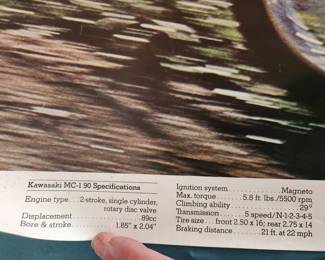 Kawasaki MC-1 90 Specifications
Engine type . . 2-stroke, single cylinder,
rotary disc valve
Displacement . . . . . . . . . . . . . 89cc
Bore & stroke . . . . . . . 1.85" x 2.04"
Ignition system . . . . . . . . . . . Magneto
Max. torque . . . . . . 5.8 ft. lbs./5500 rpm
Climbing ability . . . . . . . . . . . . . . 29°
Transmission . . . . . 5 speed/N-1-2-3-4-5
Tire size . . front 2.50 x 16; rear 2.75 x 14
Braking distance . . . . . . 21 ft. at 22 mph